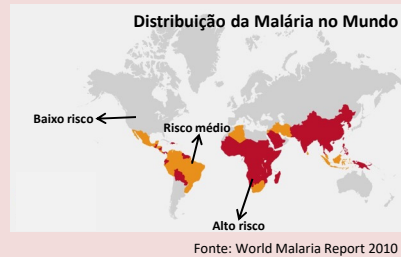 Distribuição da Malária no Mundo
Baixo risco
Risco médio
Alto risco
Fonte: World Malaria Report 2010